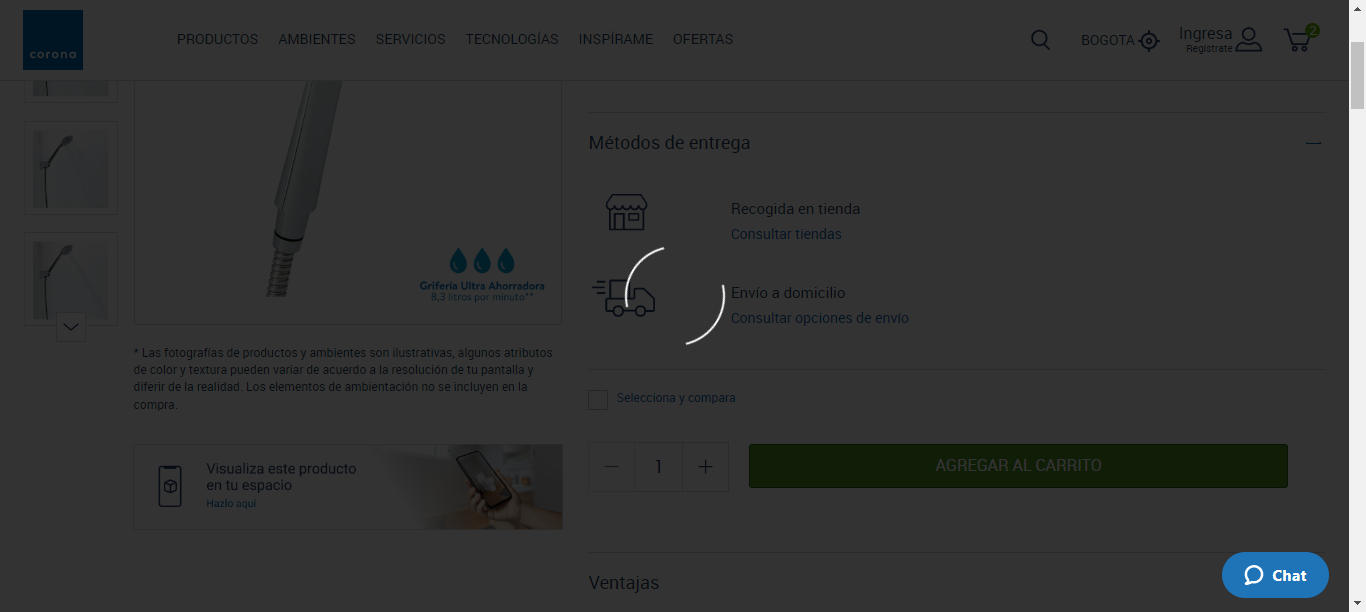 corona
PRODUCTOS AMBIENTES SERVICIOS TECNOLOGÍAS INSPÍRAME OFERTAS
BOGOTA
Ingresa
Regístrate
2
Métodos de entrega
Recogida en tienda
Consultar tiendas
Envío a domicilio
Consultar opciones de envío
Grifería Ultra Ahorradora
8,3 litros por minuto**
* Las fotografías de productos y ambientes son ilustrativas, algunos atributos
de color y textura pueden variar de acuerdo a la resolución de tu pantalla y
diferir de la realidad. Los elementos de ambientación no se incluyen en la
compra.
Selecciona y compara
1
AGREGAR AL CARRITO
Visualiza este producto
en tu espacio
Hazlo aquí
Ventajas
Chat